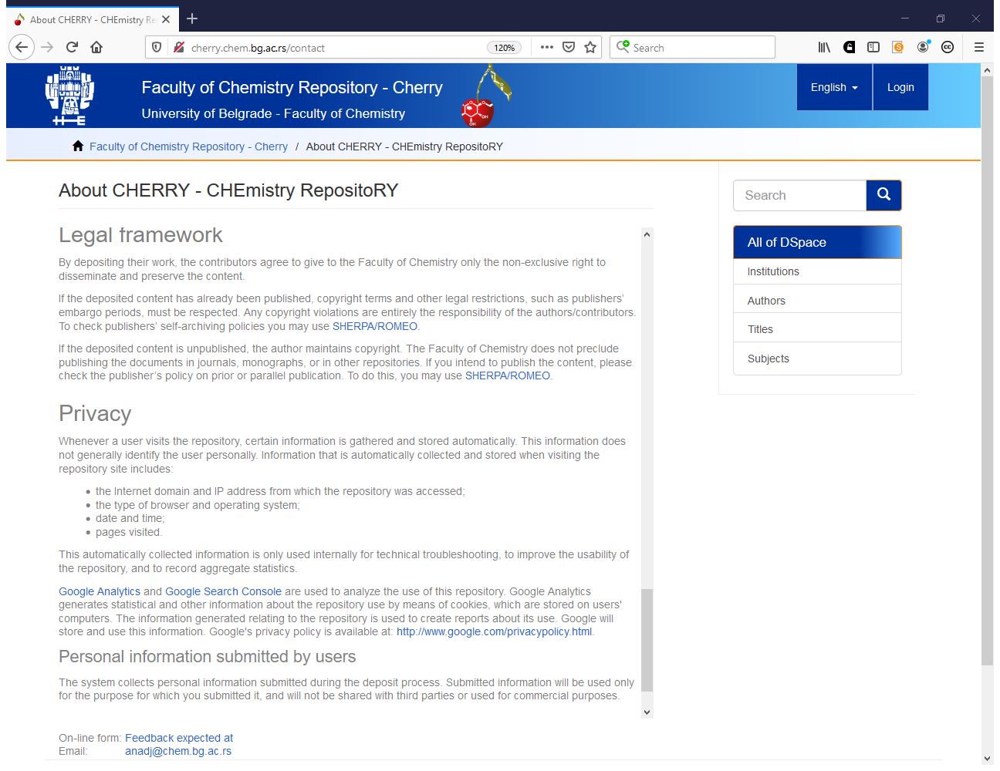 About CHERRY - CHEmistry Re
cherry.chem.bg.ac.rs/contact
120%
Search
Faculty of Chemistry Repository - Cherry
University of Belgrade - Faculty of Chemistry
English
Login
Faculty of Chemistry Repository - Cherry / About CHERRY - CHEmistry RepositoRY
About CHERRY - CHEmistry RepositoRY
Legal framework
By depositing their work, the contributors agree to give to the Faculty of Chemistry only the non-exclusive right to
disseminate and preserve the content.
If the deposited content has already been published, copyright terms and other legal restrictions, such as publishers’
embargo periods, must be respected. Any copyright violations are entirely the responsibility of the authors/contributors.
To check publishers’ self-archiving policies you may use SHERPA/ROMEO.
If the deposited content is unpublished, the author maintains copyright. The Faculty of Chemistry does not preclude
publishing the documents in journals, monographs, or in other repositories. If you intend to publish the content, please
check the publisher’s policy on prior or parallel publication. To do this, you may use SHERPA/ROMEO.
Privacy
Whenever a user visits the repository, certain information is gathered and stored automatically. This information does
not generally identify the user personally. Information that is automatically collected and stored when visiting the
repository site includes:
• the Internet domain and IP address from which the repository was accessed;
• the type of browser and operating system;
• date and time;
• pages visited.
This automatically collected information is only used internally for technical troubleshooting, to improve the usability of
the repository, and to record aggregate statistics.
Google Analytics and Google Search Console are used to analyze the use of this repository. Google Analytics
generates statistical and other information about the repository use by means of cookies, which are stored on users'
computers. The information generated relating to the repository is used to create reports about its use. Google will
store and use this information. Google's privacy policy is available at: http://www.google.com/privacypolicy.html.
Personal information submitted by users
The system collects personal information submitted during the deposit process. Submitted information will be used only
for the purpose for which you submitted it, and will not be shared with third parties or used for commercial purposes.
On-line form: Feedback expected at
Email: anadj@chem.bg.ac.rs
Search
All of DSpace
Institutions
Authors
Titles
Subjects